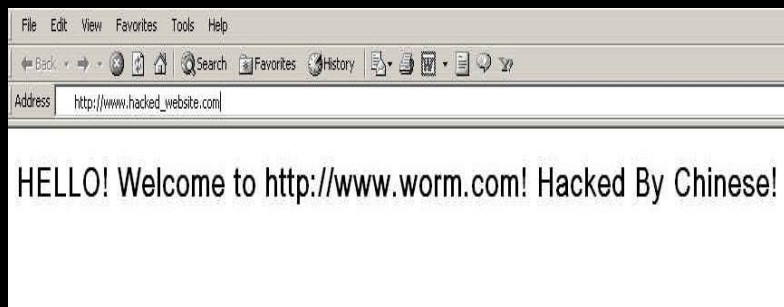 File Edit View Favorites Tools Help
Back Search Favorites History
Address http://www.hacked_website.com
HELLO! Welcome to http://www.worm.com! Hacked By Chinese!